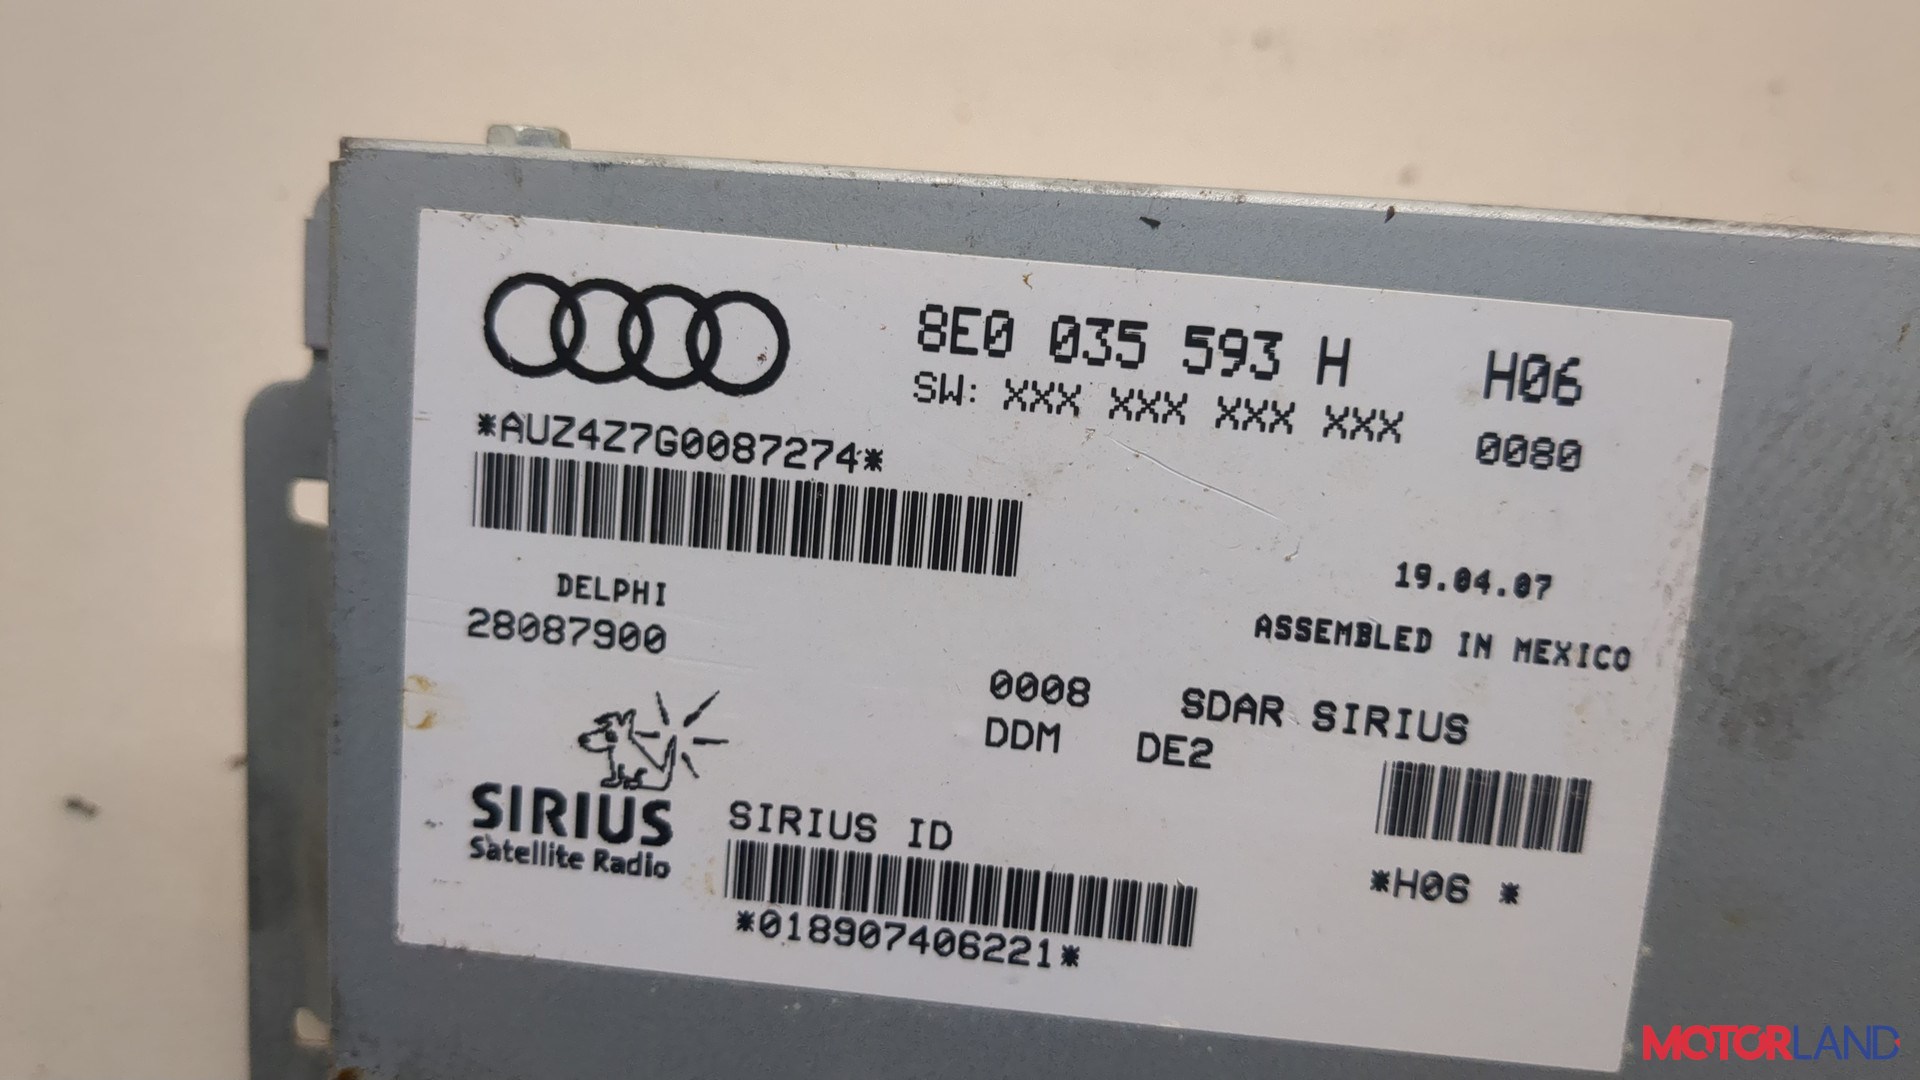 8E0 035 593 H H06
SW: XXX XXX XXX XXX 0080
*AUZ4Z7G0087274*
DELPHI
28087900
19.04.07
ASSEMBLED IN MEXICO
0008 SDAR SIRIUS
DDM DE2
SIRIUS
Satellite Radio
SIRIUS ID
*018907406221*
*H06 *
MOTORLAND